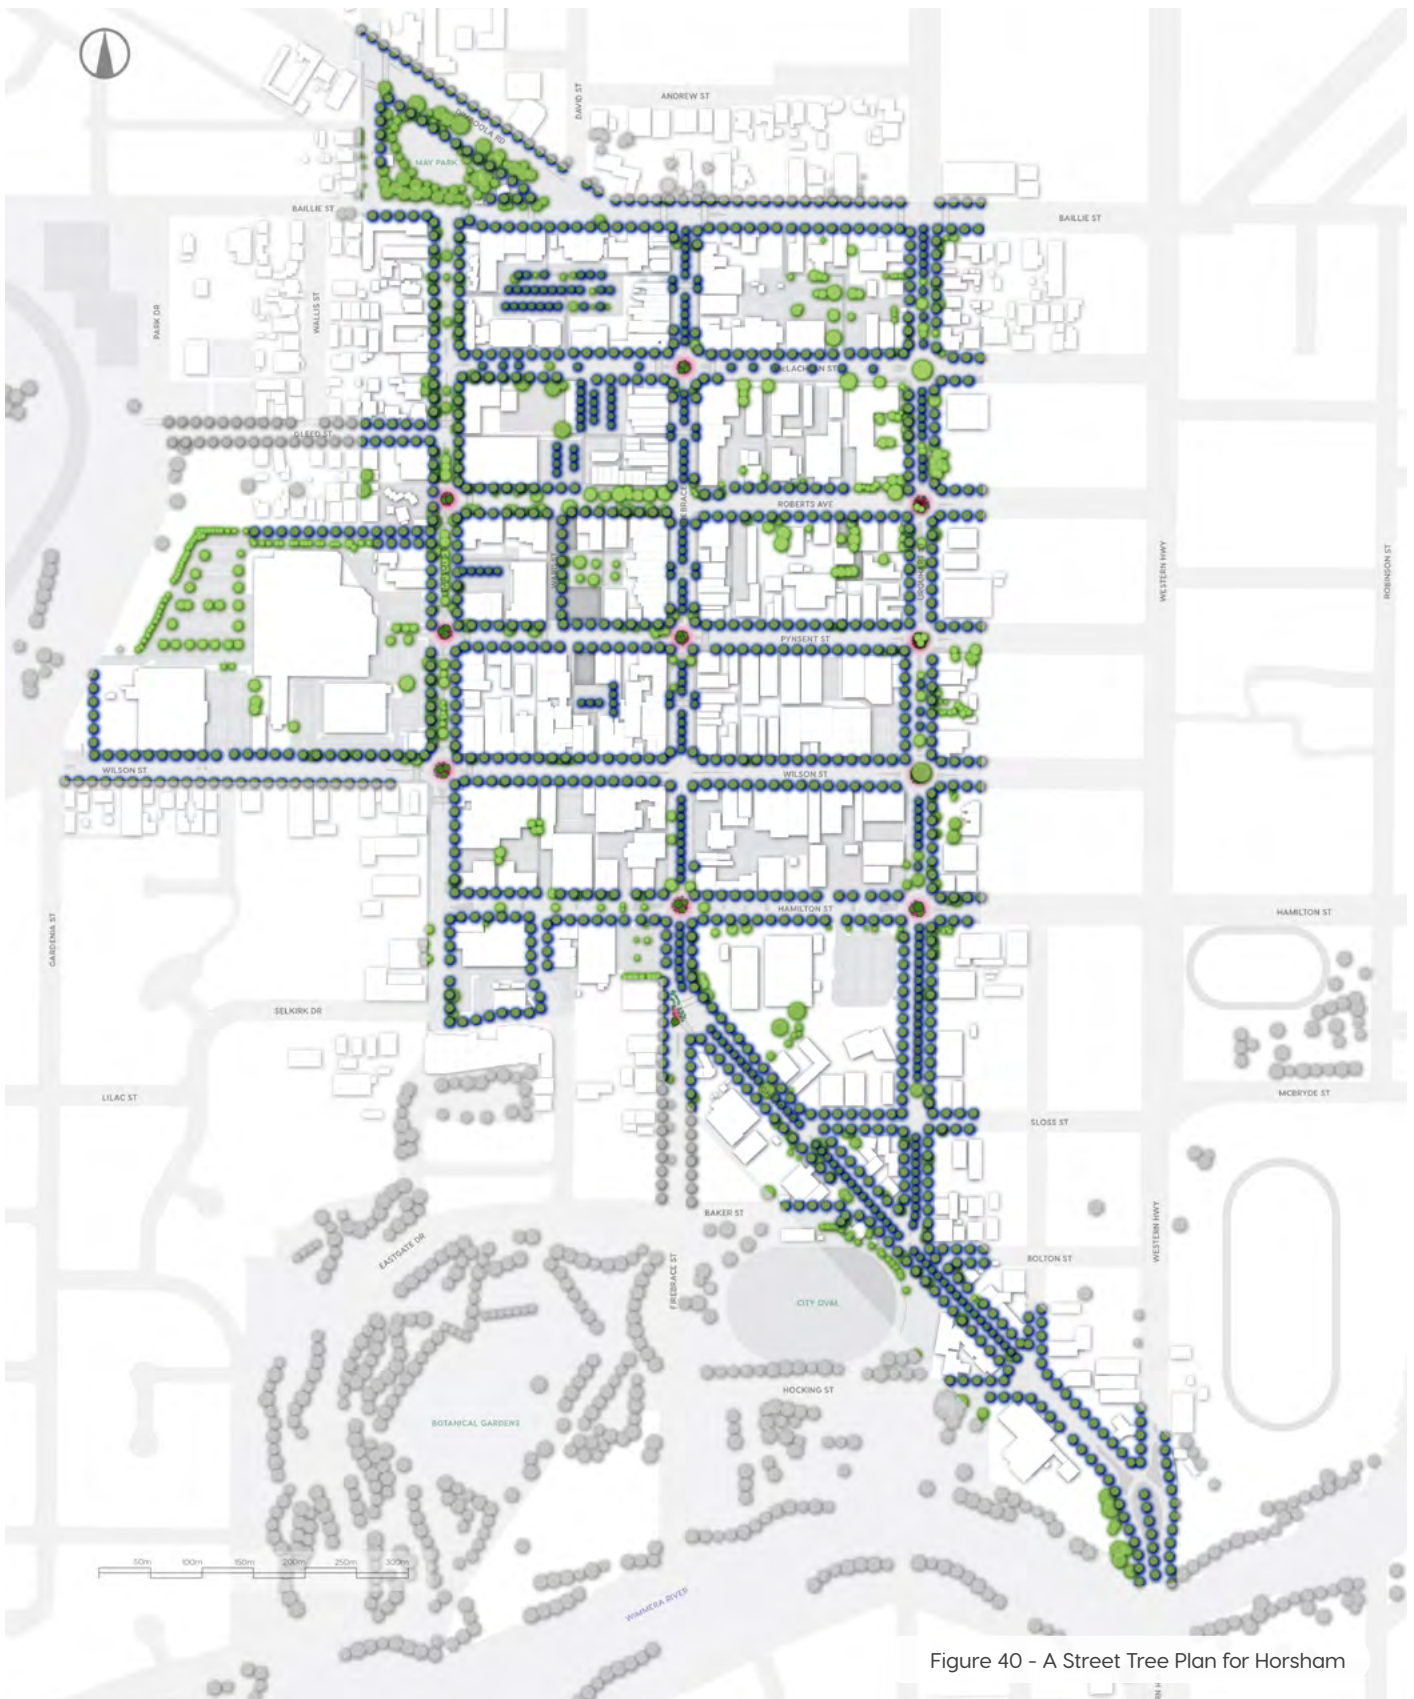 ANDREW ST
DAVID ST
MAY PARK
BAILLIE ST
BAILLIE ST
PARK DR
WALLIS ST
McLACHLAN ST
GLEED ST
ROBERTS AVE
WESTERN HWY
ROBINSON ST
PYNSENT ST
WILSON ST
WILSON ST
GARDENIA ST
HAMILTON ST
HAMILTON ST
SELKIRK DR
LILAC ST
MCBRYDE ST
SLOSS ST
BAKER ST
WESTERN HWY
EASTGATE DR
FIREBRACE ST
BOLTON ST
CITY OVAL
HOCKING ST
BOTANICAL GARDENS
50m 100m 150m 200m 250m 300m
WIMMERA RIVER
Figure 40 - A Street Tree Plan for Horsham